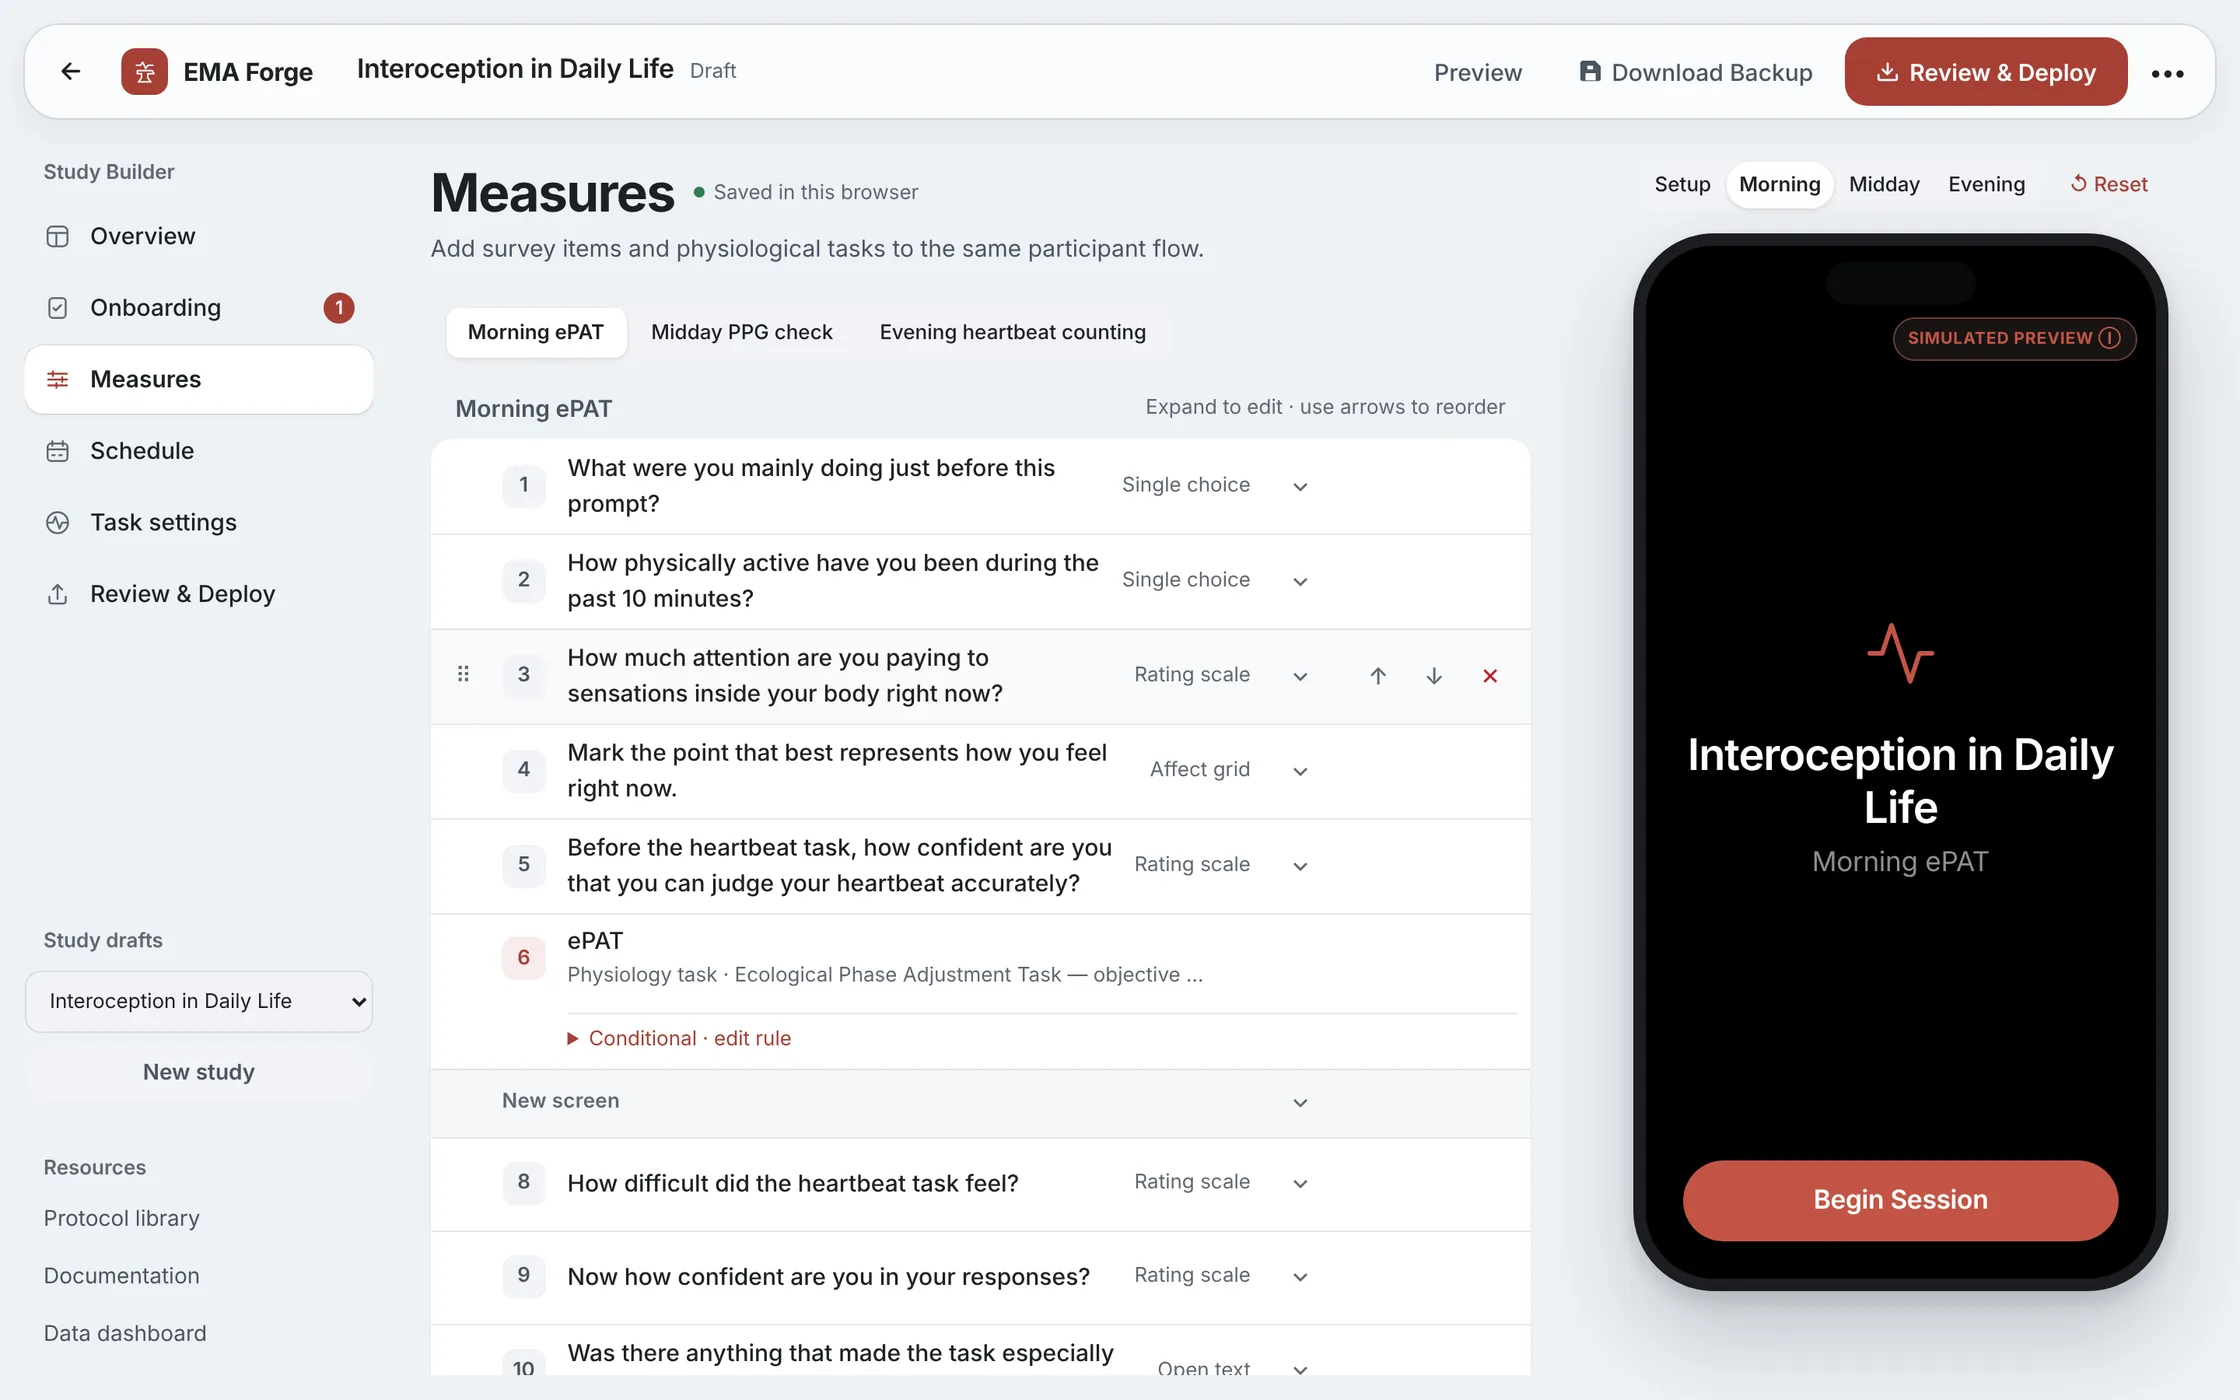 EMA Forge
Interoception in Daily Life Draft
Preview
Download Backup
Review & Deploy
Study Builder
Overview
Onboarding 1
Measures
Schedule
Task settings
Review & Deploy
Study drafts
Interoception in Daily Life
New study
Resources
Protocol library
Documentation
Data dashboard
Measures
Saved in this browser
Add survey items and physiological tasks to the same participant flow.
Morning ePAT Midday PPG check Evening heartbeat counting
Morning ePAT
Expand to edit · use arrows to reorder
1 What were you mainly doing just before this
prompt?
Single choice
2 How physically active have you been during the
past 10 minutes?
Single choice
3 How much attention are you paying to
sensations inside your body right now?
Rating scale
4 Mark the point that best represents how you feel
right now.
Affect grid
5 Before the heartbeat task, how confident are you
that you can judge your heartbeat accurately?
Rating scale
6 ePAT
Physiology task · Ecological Phase Adjustment Task — objective ...
Conditional · edit rule
New screen
8 How difficult did the heartbeat task feel?
Rating scale
9 Now how confident are you in your responses?
Rating scale
10 Was there anything that made the task especially
Open text
Setup Morning Midday Evening Reset
SIMULATED PREVIEW
Interoception in Daily
Life
Morning ePAT
Begin Session